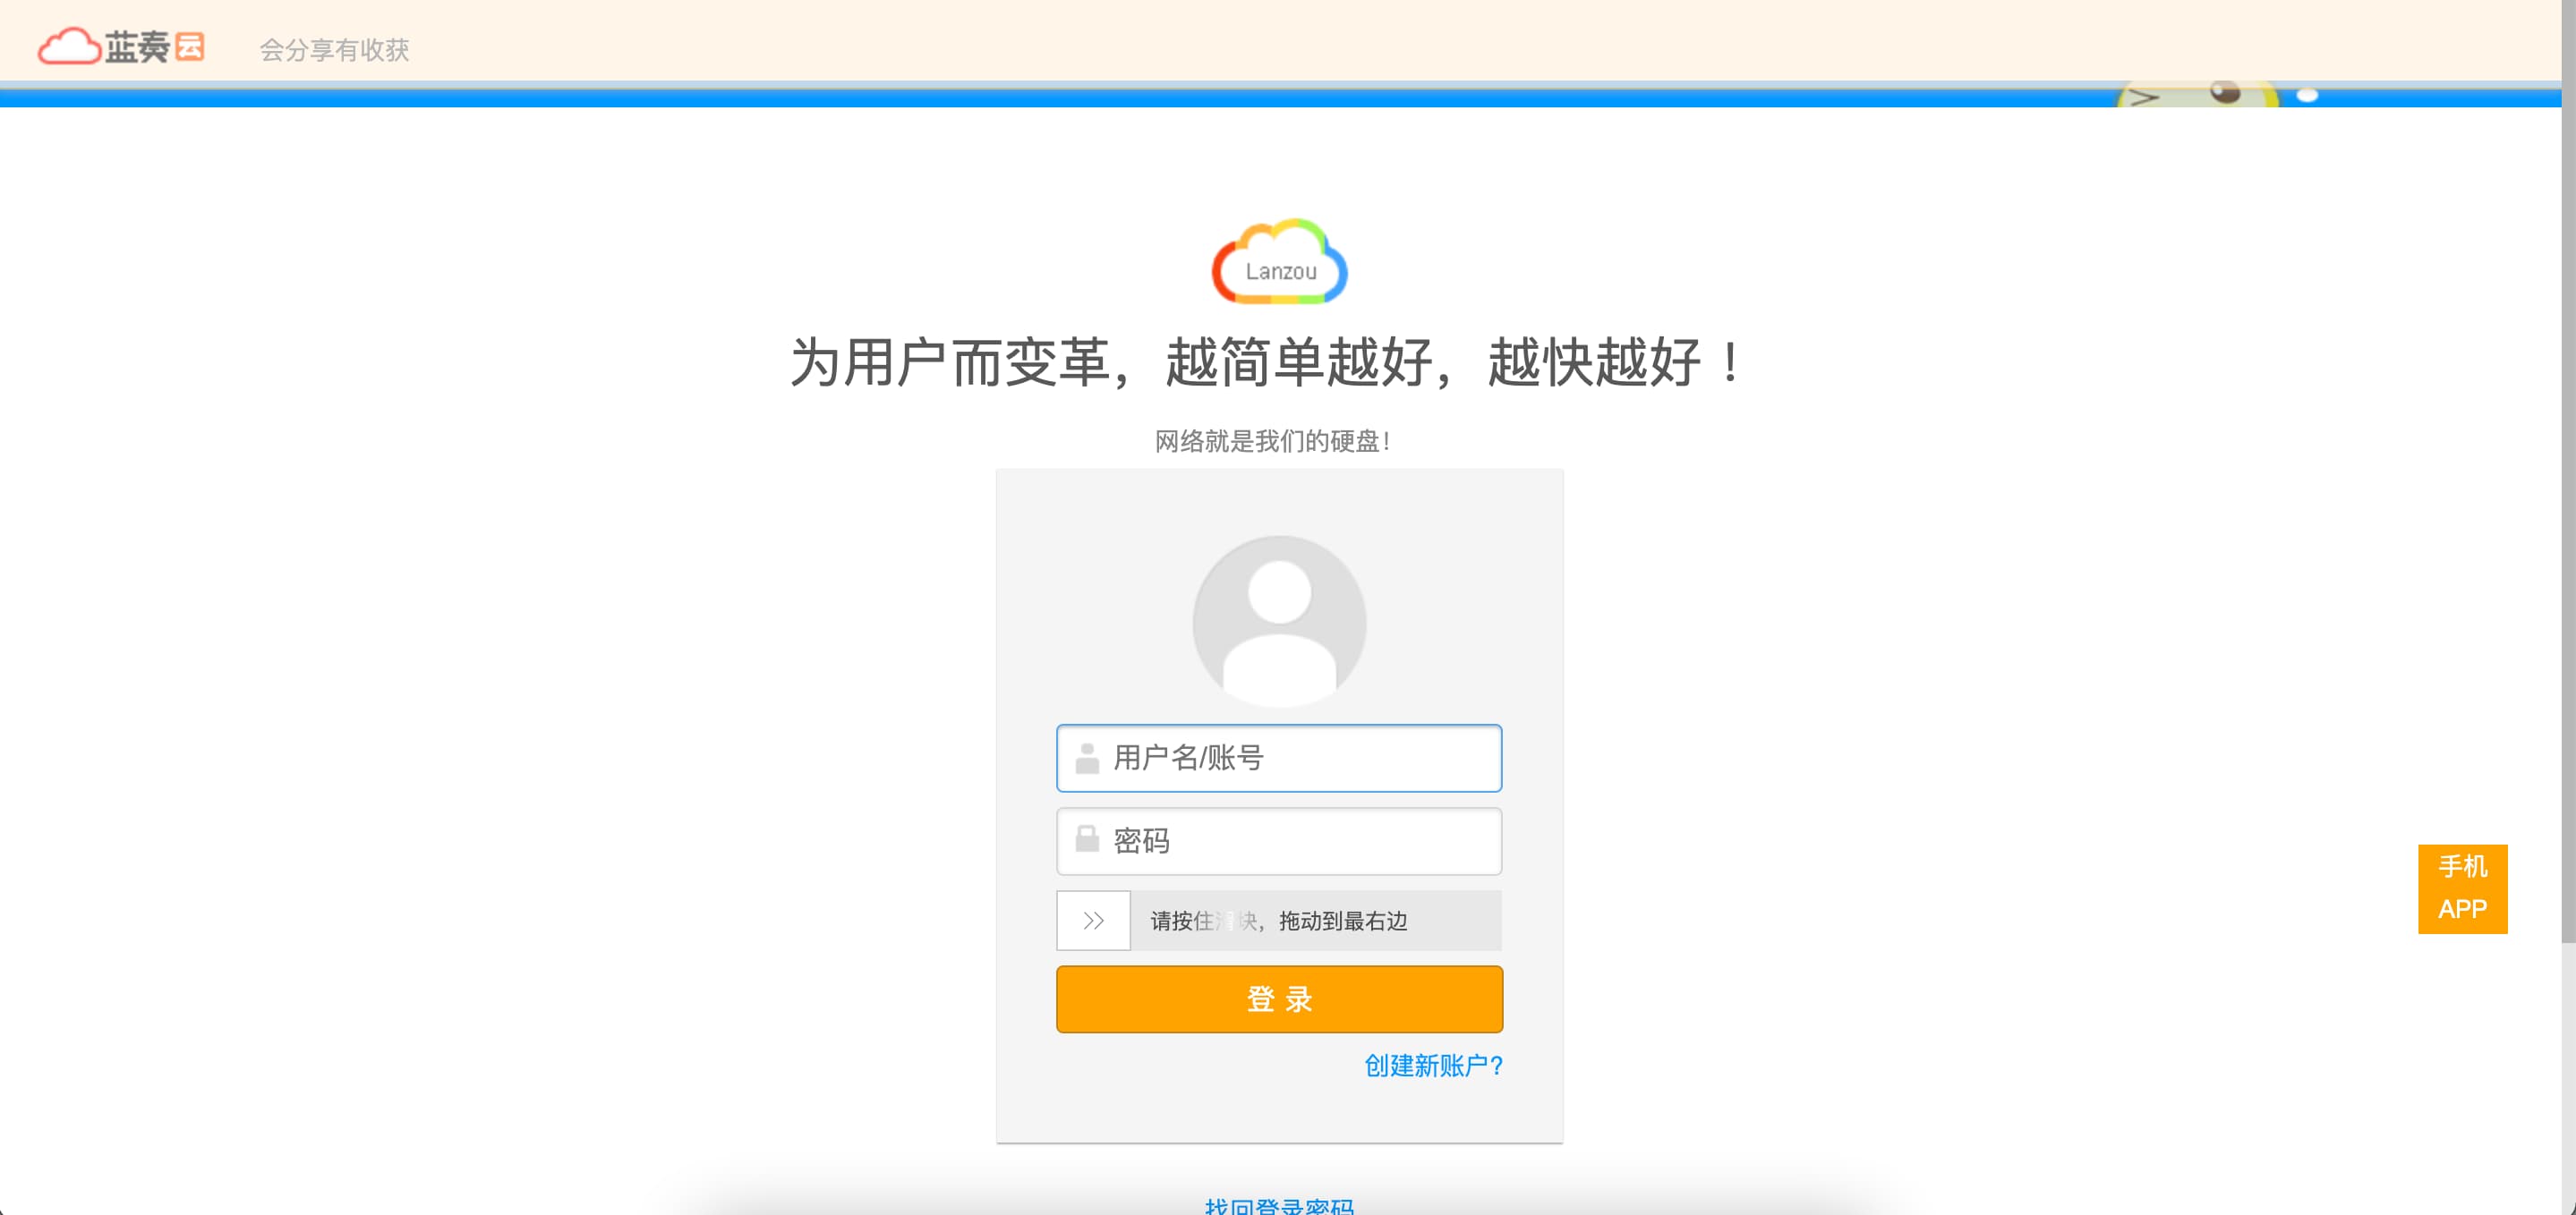 蓝奏云
会分享有收获
Lanzou
为用户而变革，越简单越好，越快越好！
网络就是我们的硬盘！
用户名/账号
密码
请按住滑块，拖动到最右边
登 录
创建新账户?
手机
APP
找回登录密码